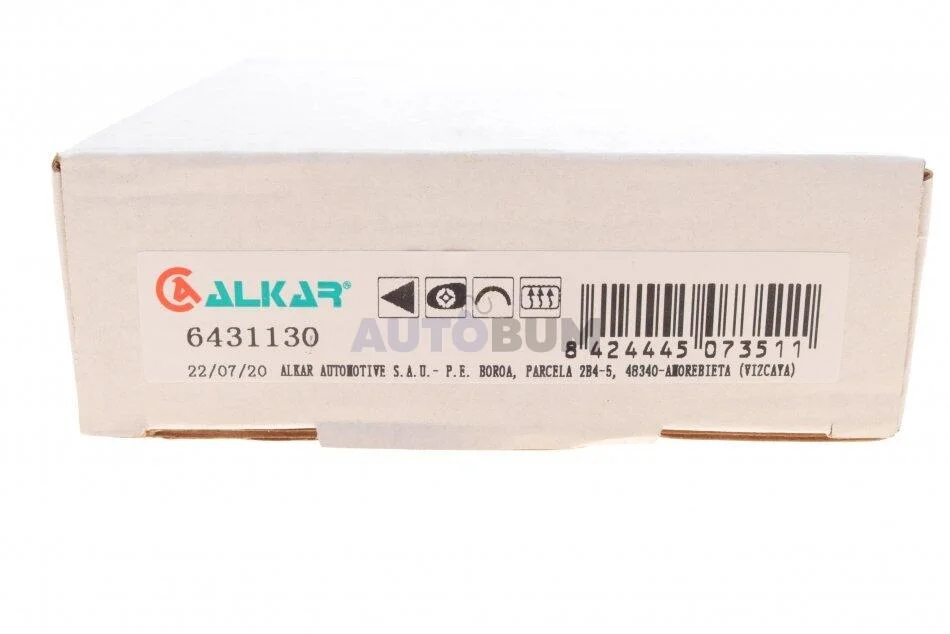 ALKAR®
6431130
AUTOBUM
8 424445 073511
22/07/20 ALKAR AUTOMOTIVE S.A.U.- P.E. BOROA, PARCELA 2B4-5, 48340-AMOREBIETA (VIZCAYA)